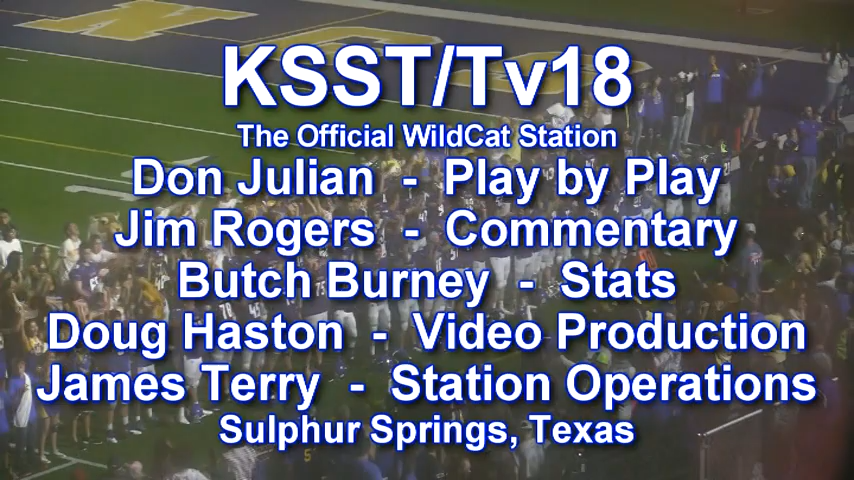 KSST/Tv18
The Official WildCat Station
Don Julian - Play by Play
Jim Rogers - Commentary
Butch Burney - Stats
Doug Haston - Video Production
James Terry - Station Operations
Sulphur Springs, Texas